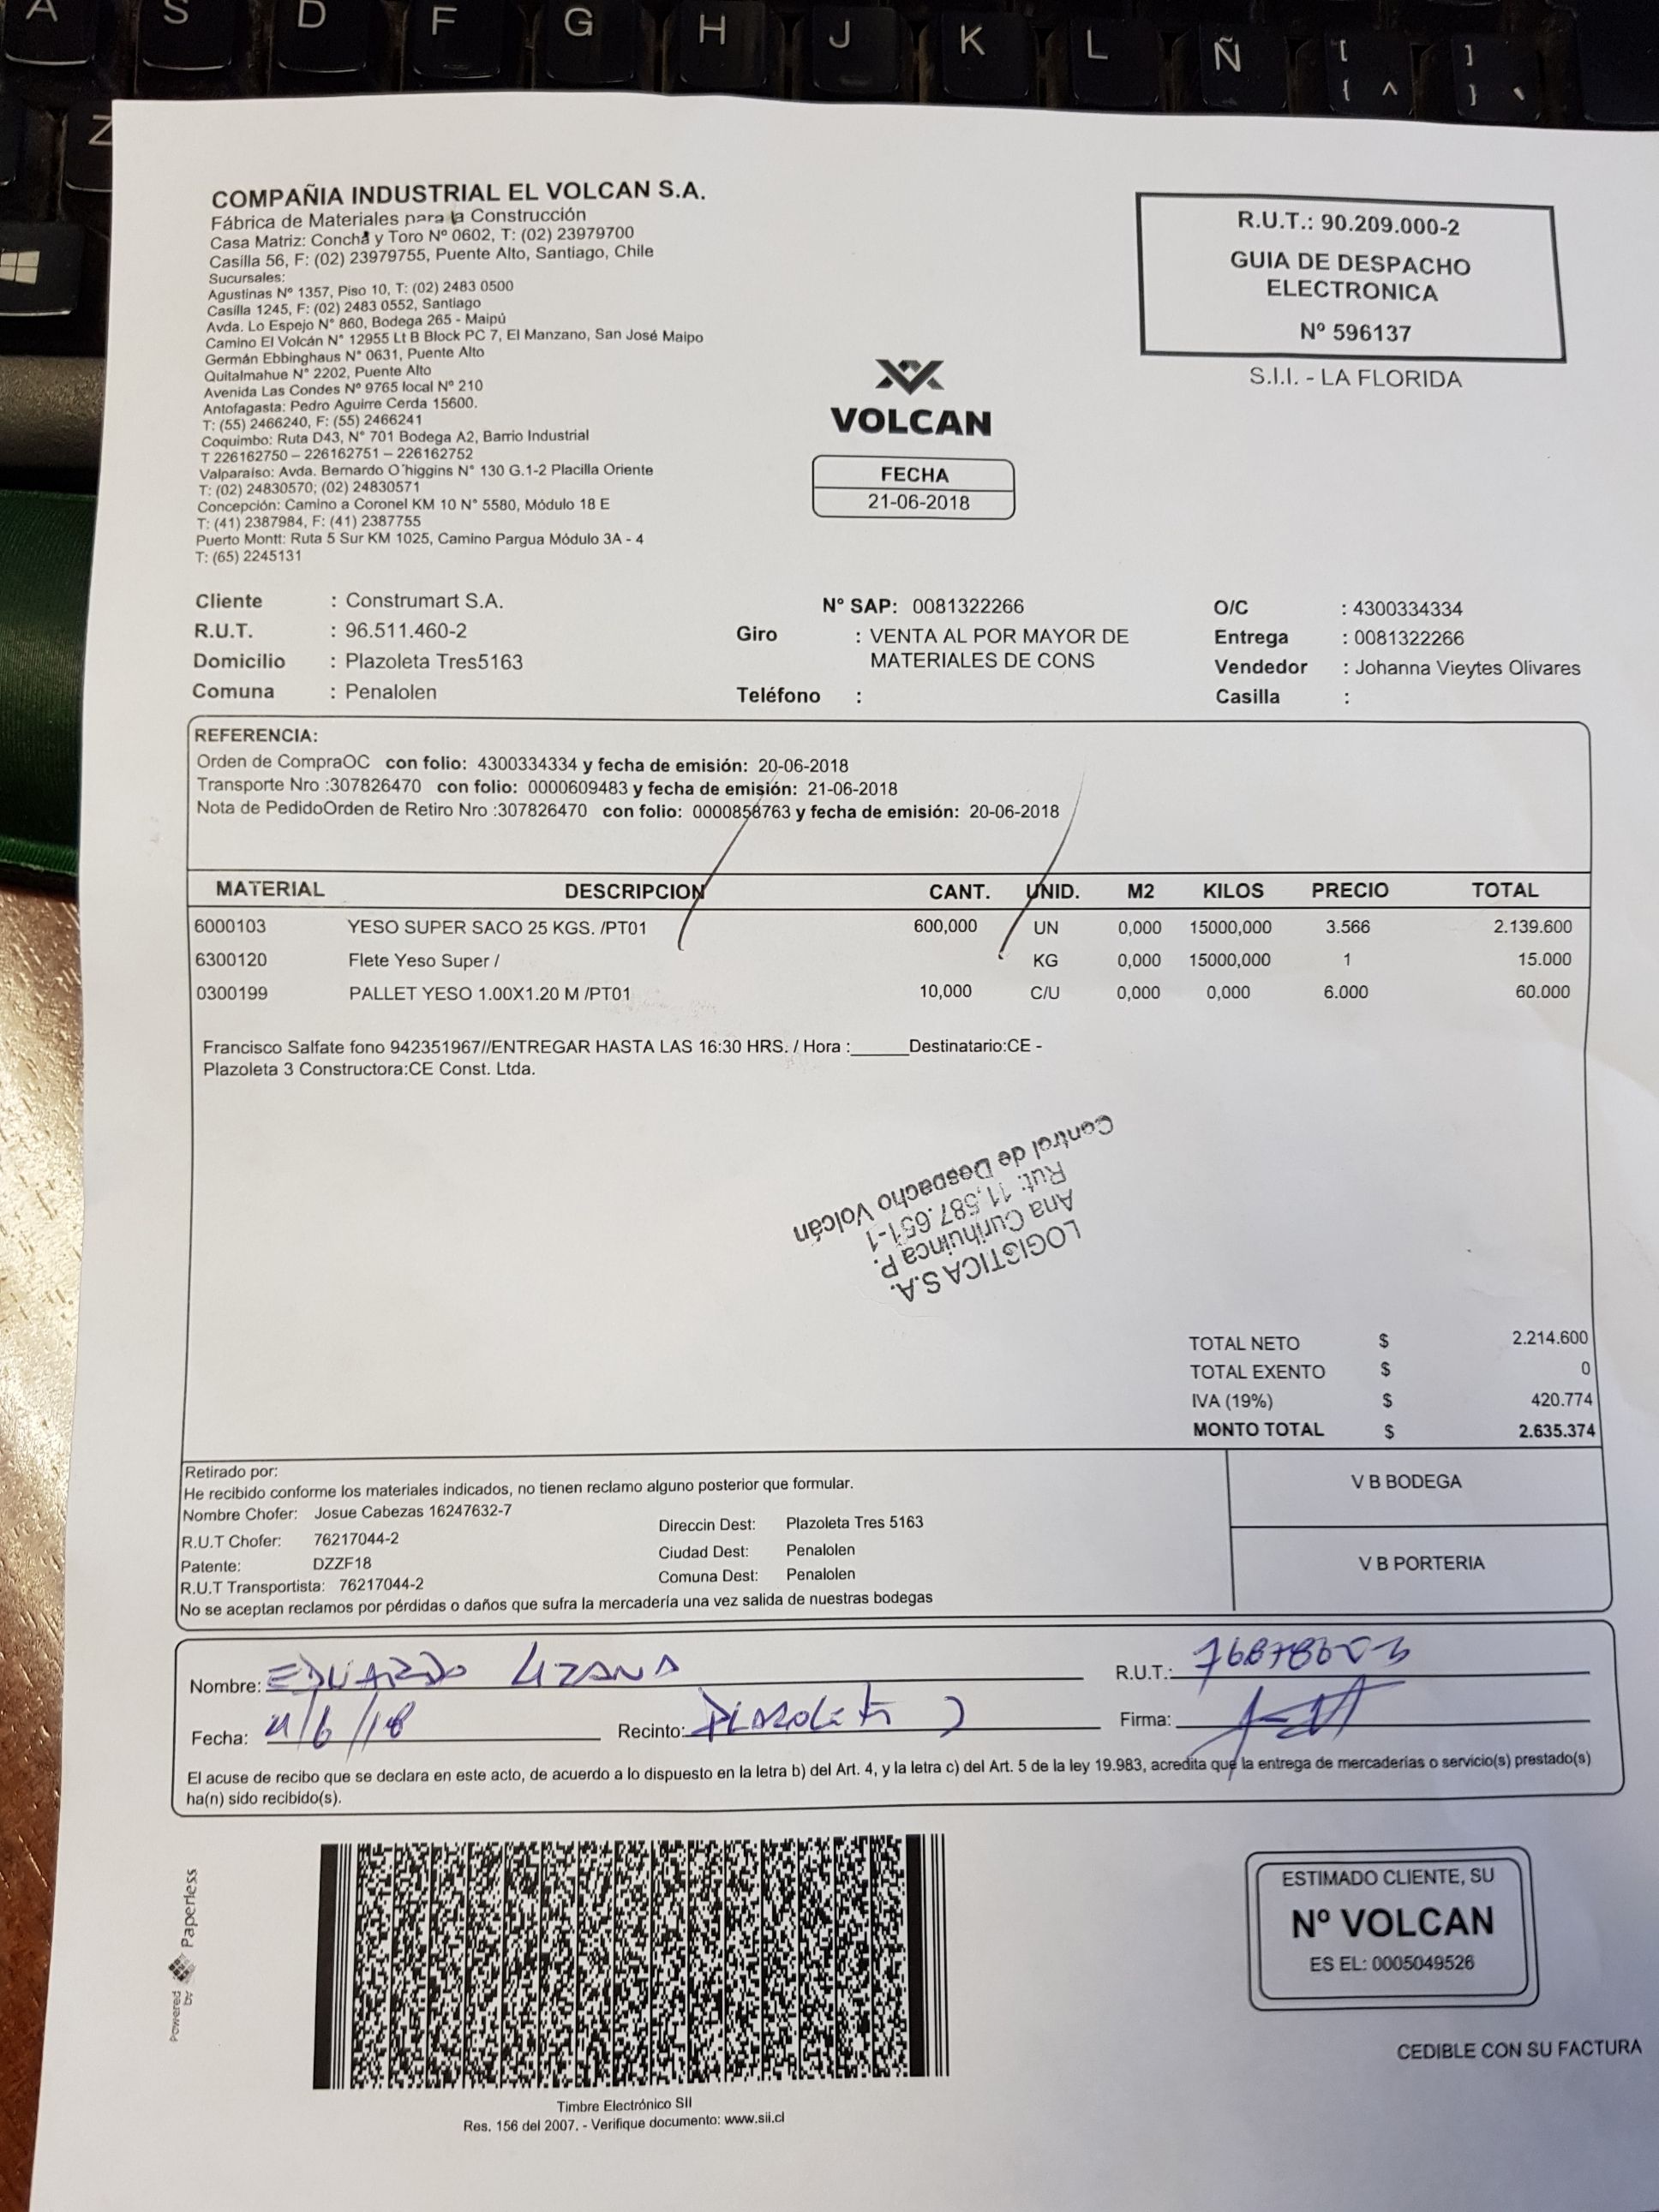 A S D F G H J K L Ñ [ ]
{ ^ } `
Z
COMPAÑIA INDUSTRIAL EL VOLCAN S.A.
Fábrica de Materiales para la Construcción
Casa Matriz: Concha y Toro Nº 0602, T: (02) 23979700
Casilla 56, F: (02) 23979755, Puente Alto, Santiago, Chile
Sucursales:
Agustinas Nº 1357, Piso 10, T: (02) 2483 0500
Casilla 1245, F: (02) 2483 0552, Santiago
Avda. Lo Espejo N° 860, Bodega 265 - Maipú
Camino El Volcán N° 12955 Lt B Block PC 7, El Manzano, San José Maipo
Germán Ebbinghaus N° 0631, Puente Alto
Quitalmahue N° 2202, Puente Alto
Avenida Las Condes Nº 9765 local Nº 210
Antofagasta: Pedro Aguirre Cerda 15600.
T: (55) 2466240, F: (55) 2466241
Coquimbo: Ruta D43, N° 701 Bodega A2, Barrio Industrial
T 226162750 – 226162751 – 226162752
Valparaíso: Avda. Bernardo O´higgins N° 130 G.1-2 Placilla Oriente
T: (02) 24830570; (02) 24830571
Concepción: Camino a Coronel KM 10 N° 5580, Módulo 18 E
T: (41) 2387984, F: (41) 2387755
Puerto Montt: Ruta 5 Sur KM 1025, Camino Pargua Módulo 3A - 4
T: (65) 2245131
R.U.T.: 90.209.000-2
GUIA DE DESPACHO
ELECTRONICA
Nº 596137
S.I.I. - LA FLORIDA
VOLCAN
FECHA
21-06-2018
Cliente : Construmart S.A. N° SAP: 0081322266 O/C : 4300334334
R.U.T. : 96.511.460-2 Giro : VENTA AL POR MAYOR DE Entrega : 0081322266
Domicilio : Plazoleta Tres5163 MATERIALES DE CONS Vendedor : Johanna Vieytes Olivares
Comuna : Penalolen Teléfono : Casilla :
REFERENCIA:
Orden de CompraOC con folio: 4300334334 y fecha de emisión: 20-06-2018
Transporte Nro :307826470 con folio: 0000609483 y fecha de emisión: 21-06-2018
Nota de PedidoOrden de Retiro Nro :307826470 con folio: 0000858763 y fecha de emisión: 20-06-2018
MATERIAL DESCRIPCION CANT. UNID. M2 KILOS PRECIO TOTAL
6000103 YESO SUPER SACO 25 KGS. /PT01 600,000 UN 0,000 15000,000 3.566 2.139.600
6300120 Flete Yeso Super / KG 0,000 15000,000 1 15.000
0300199 PALLET YESO 1.00X1.20 M /PT01 10,000 C/U 0,000 0,000 6.000 60.000
Francisco Salfate fono 942351967//ENTREGAR HASTA LAS 16:30 HRS. / Hora :______Destinatario:CE -
Plazoleta 3 Constructora:CE Const. Ltda.
LOGISTICA S.A.
Ana Curihuinca P.
Rut: 11.587.651-1
Control de Despacho Volcán
TOTAL NETO $ 2.214.600
TOTAL EXENTO $ 0
IVA (19%) $ 420.774
MONTO TOTAL $ 2.635.374
Retirado por:
He recibido conforme los materiales indicados, no tienen reclamo alguno posterior que formular.
Nombre Chofer: Josue Cabezas 16247632-7
R.U.T Chofer: 76217044-2 Direccin Dest: Plazoleta Tres 5163
Patente: DZZF18 Ciudad Dest: Penalolen
R.U.T Transportista: 76217044-2 Comuna Dest: Penalolen
No se aceptan reclamos por pérdidas o daños que sufra la mercadería una vez salida de nuestras bodegas
V B BODEGA
V B PORTERIA
Nombre: EDUARDO LIZANA R.U.T.:
Fecha: 21/6/18 Recinto: PLAZOLETA 3 Firma:
El acuse de recibo que se declara en este acto, de acuerdo a lo dispuesto en la letra b) del Art. 4, y la letra c) del Art. 5 de la ley 19.983, acredita que la entrega de mercaderías o servicio(s) prestado(s)
ha(n) sido recibido(s).
Powered by Paperless
Timbre Electrónico SII
Res. 156 del 2007. - Verifique documento: www.sii.cl
ESTIMADO CLIENTE, SU
Nº VOLCAN
ES EL: 0005049526
CEDIBLE CON SU FACTURA